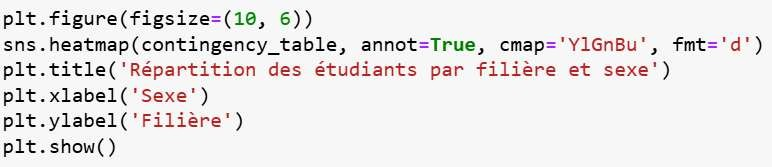 plt.figure(figsize=(10, 6))
sns.heatmap(contingency_table, annot=True, cmap='YlGnBu', fmt='d')
plt.title('Répartition des étudiants par filière et sexe')
plt.xlabel('Sexe')
plt.ylabel('Filière')
plt.show()